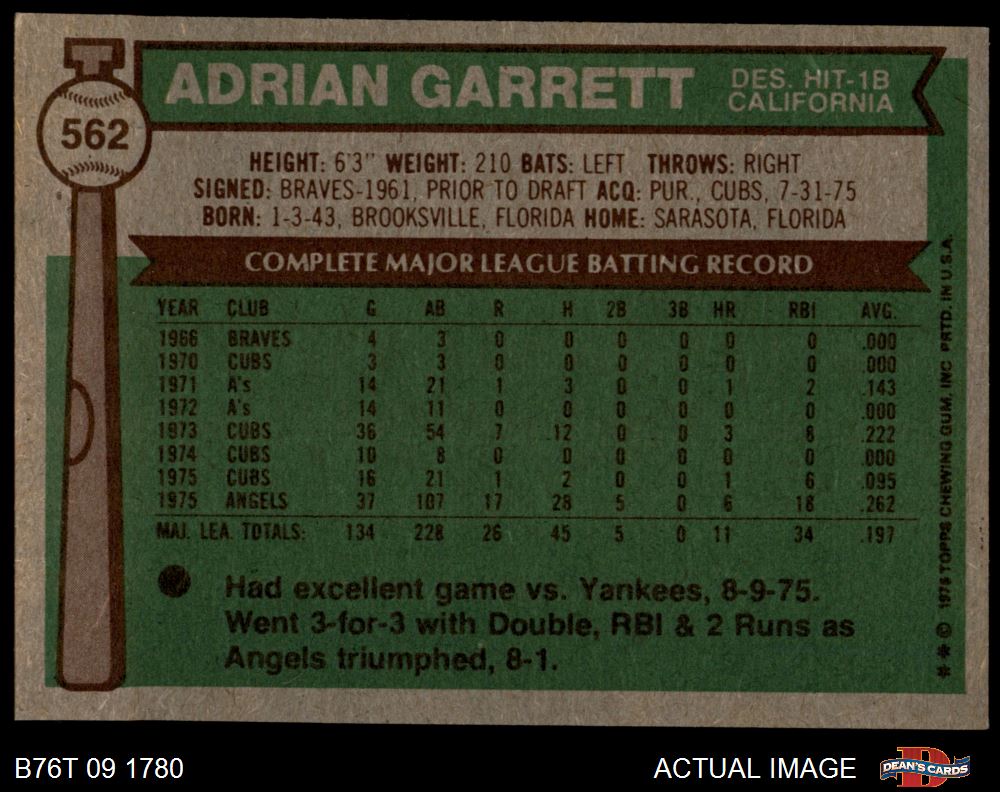 562
ADRIAN GARRETT
DES. HIT-1B
CALIFORNIA
HEIGHT: 6'3" WEIGHT: 210 BATS: LEFT THROWS: RIGHT
SIGNED: BRAVES-1961, PRIOR TO DRAFT ACQ: PUR., CUBS, 7-31-75
BORN: 1-3-43, BROOKSVILLE, FLORIDA HOME: SARASOTA, FLORIDA
COMPLETE MAJOR LEAGUE BATTING RECORD
YEAR CLUB G AB R H 2B 3B HR RBI AVG.
1966 BRAVES 4 3 0 0 0 0 0 0 .000
1970 CUBS 3 3 0 0 0 0 0 0 .000
1971 A's 14 21 1 3 0 0 1 2 .143
1972 A's 14 11 0 0 0 0 0 0 .000
1973 CUBS 36 54 7 12 0 0 3 8 .222
1974 CUBS 10 8 0 0 0 0 0 0 .000
1975 CUBS 16 21 1 2 0 0 1 6 .095
1975 ANGELS 37 107 17 28 5 0 6 18 .262
MAJ. LEA. TOTALS: 134 228 26 45 5 0 11 34 .197
Had excellent game vs. Yankees, 8-9-75.
Went 3-for-3 with Double, RBI & 2 Runs as
Angels triumphed, 8-1.
* * © 1976 TOPPS CHEWING GUM, INC. PRTD. IN U.S.A.
B76T 09 1780
ACTUAL IMAGE
DEAN'S CARDS